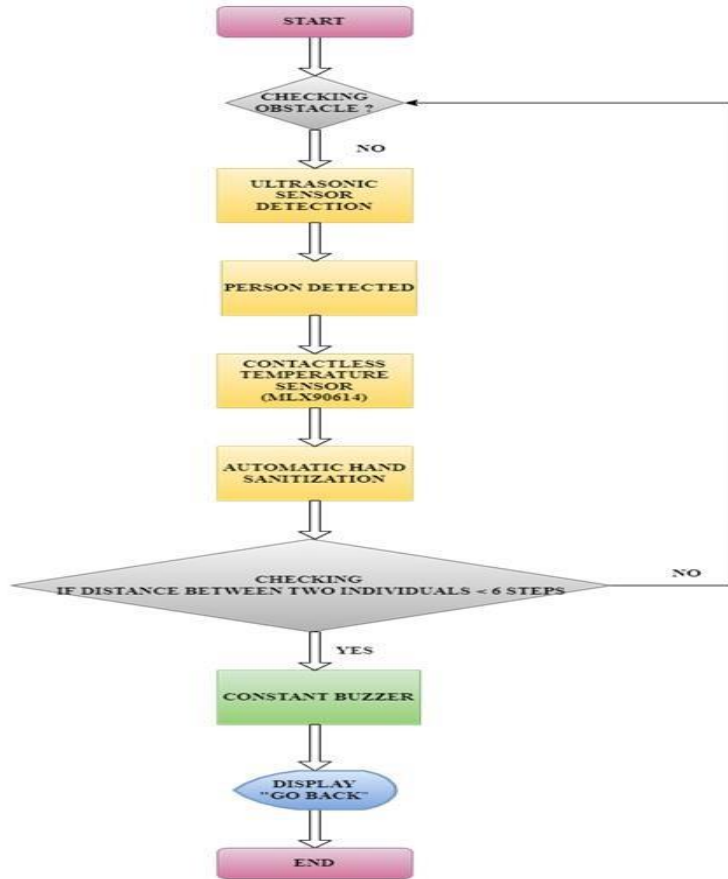 START
CHECKING
OBSTACLE ?
NO
ULTRASONIC
SENSOR
DETECTION
PERSON DETECTED
CONTACTLESS
TEMPERATURE
SENSOR
(MLX90614)
AUTOMATIC HAND
SANITIZATION
CHECKING
IF DISTANCE BETWEEN TWO INDIVIDUALS < 6 STEPS
NO
YES
CONSTANT BUZZER
DISPLAY
"GO BACK"
END